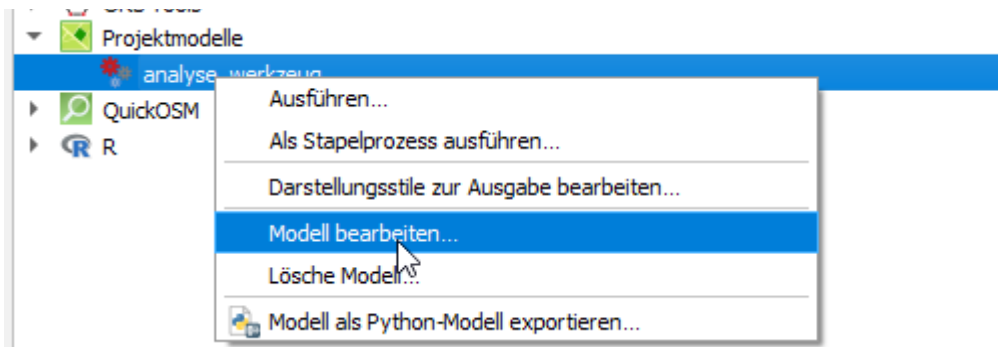 Projektmodelle
analyse_werkzeug
Ausführen...
QuickOSM
Als Stapelprozess ausführen...
R
Darstellungsstile zur Ausgabe bearbeiten...
Modell bearbeiten...
Lösche Modell...
Modell als Python-Modell exportieren...